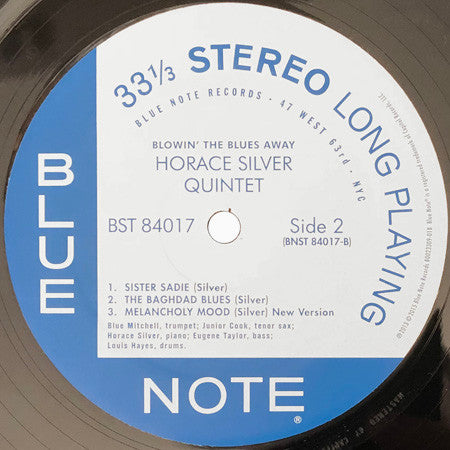 33⅓ STEREO LONG PLAYING
BLUE NOTE RECORDS · 47 WEST 63rd · NYC
BLOWIN' THE BLUES AWAY
HORACE SILVER
QUINTET
BST 84017
Side 2
(BNST 84017-B)
1. SISTER SADIE (Silver)
2. THE BAGHDAD BLUES (Silver)
3. MELANCHOLY MOOD (Silver) New Version
Blue Mitchell, trumpet; Junior Cook, tenor sax;
Horace Silver, piano; Eugene Taylor, bass;
Louis Hayes, drums.
BLUE
NOTE®